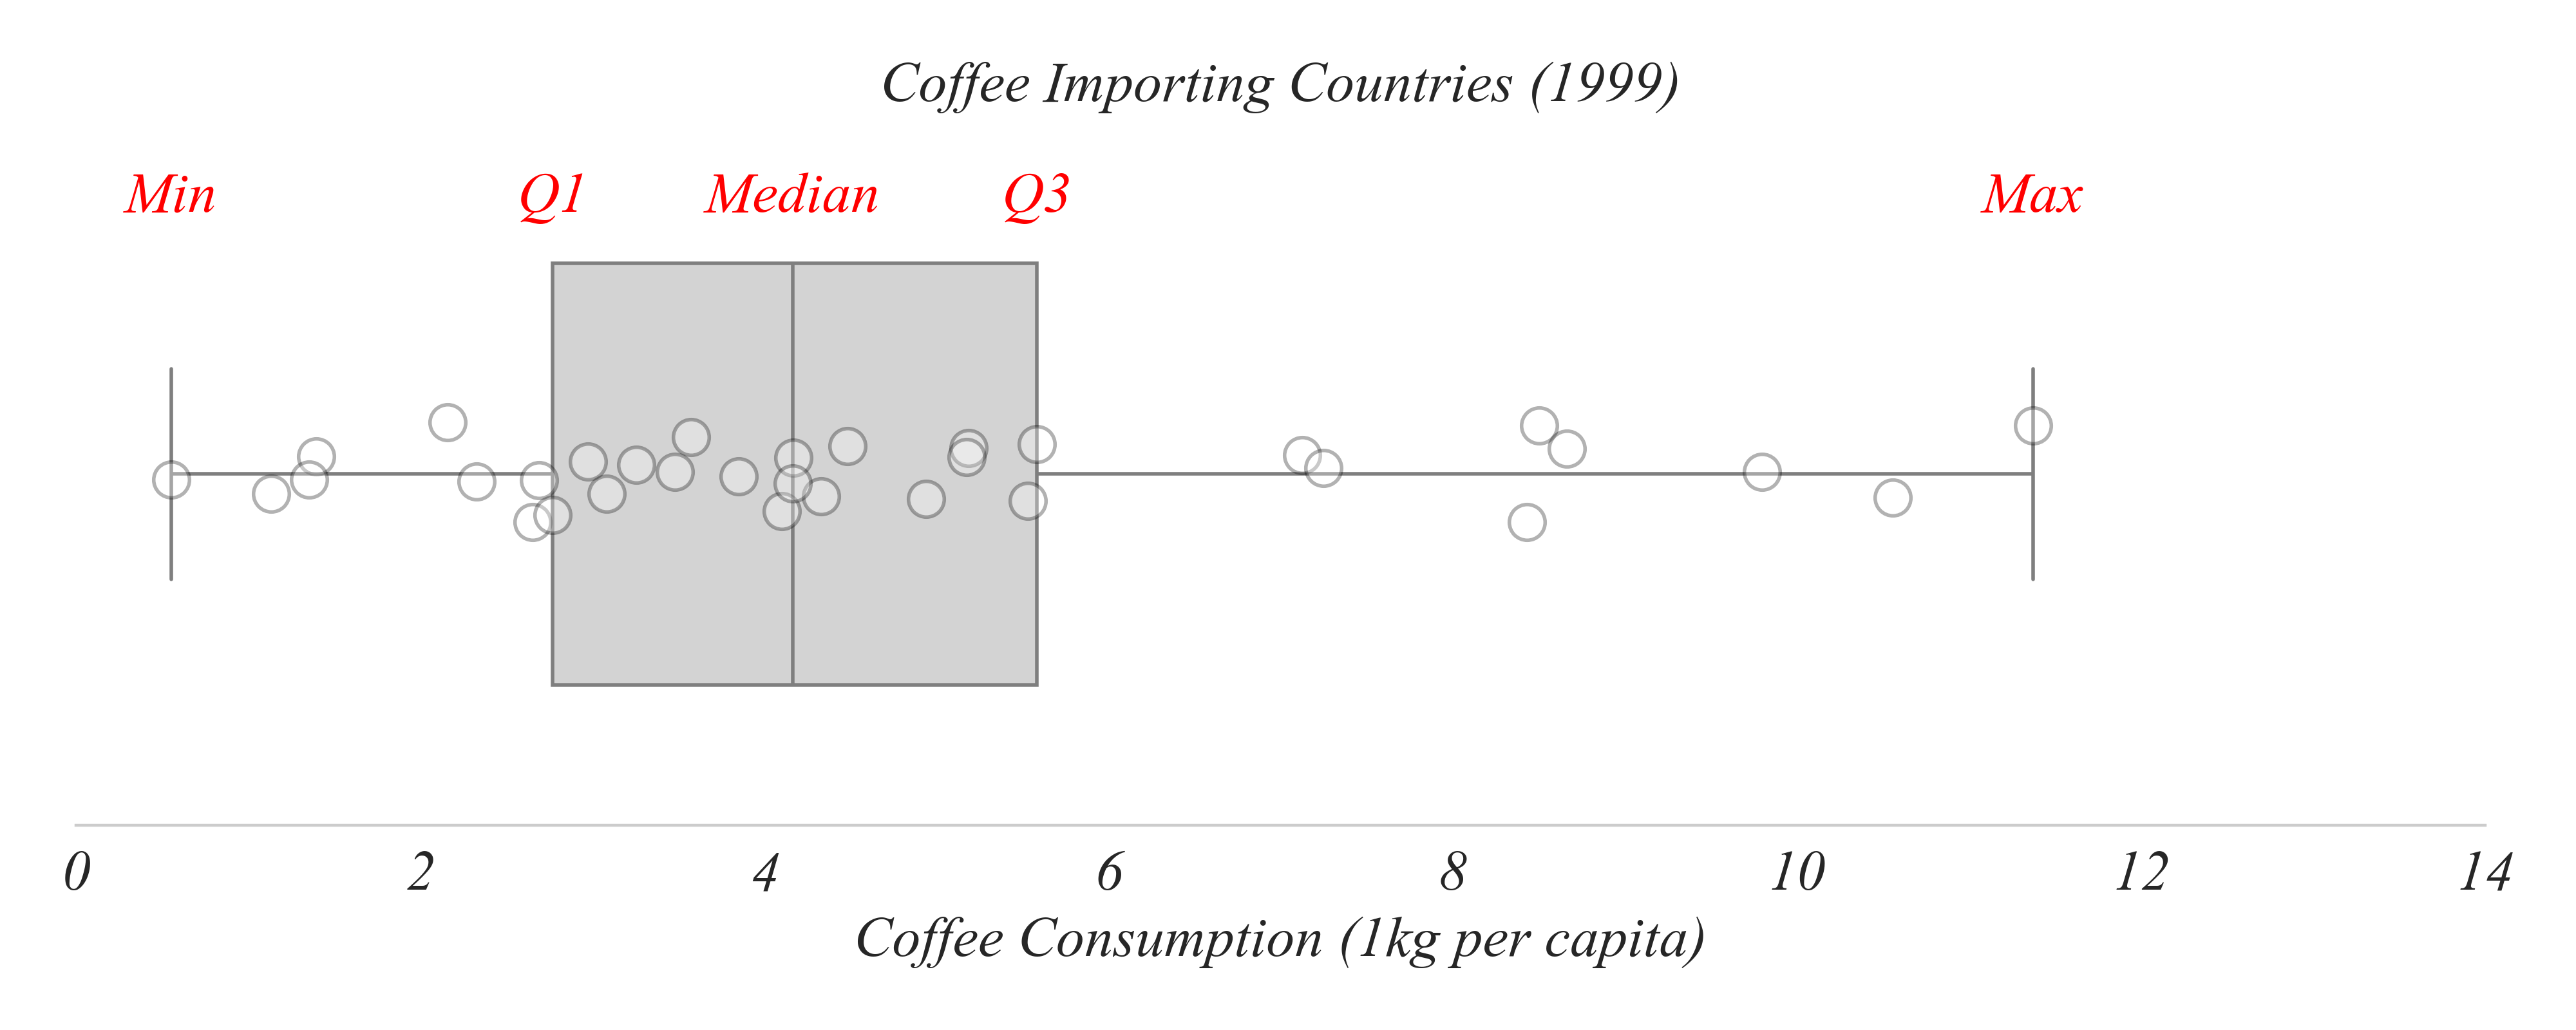 Coffee Importing Countries (1999)
Min Q1 Median Q3 Max
0 2 4 6 8 10 12 14
Coffee Consumption (1kg per capita)